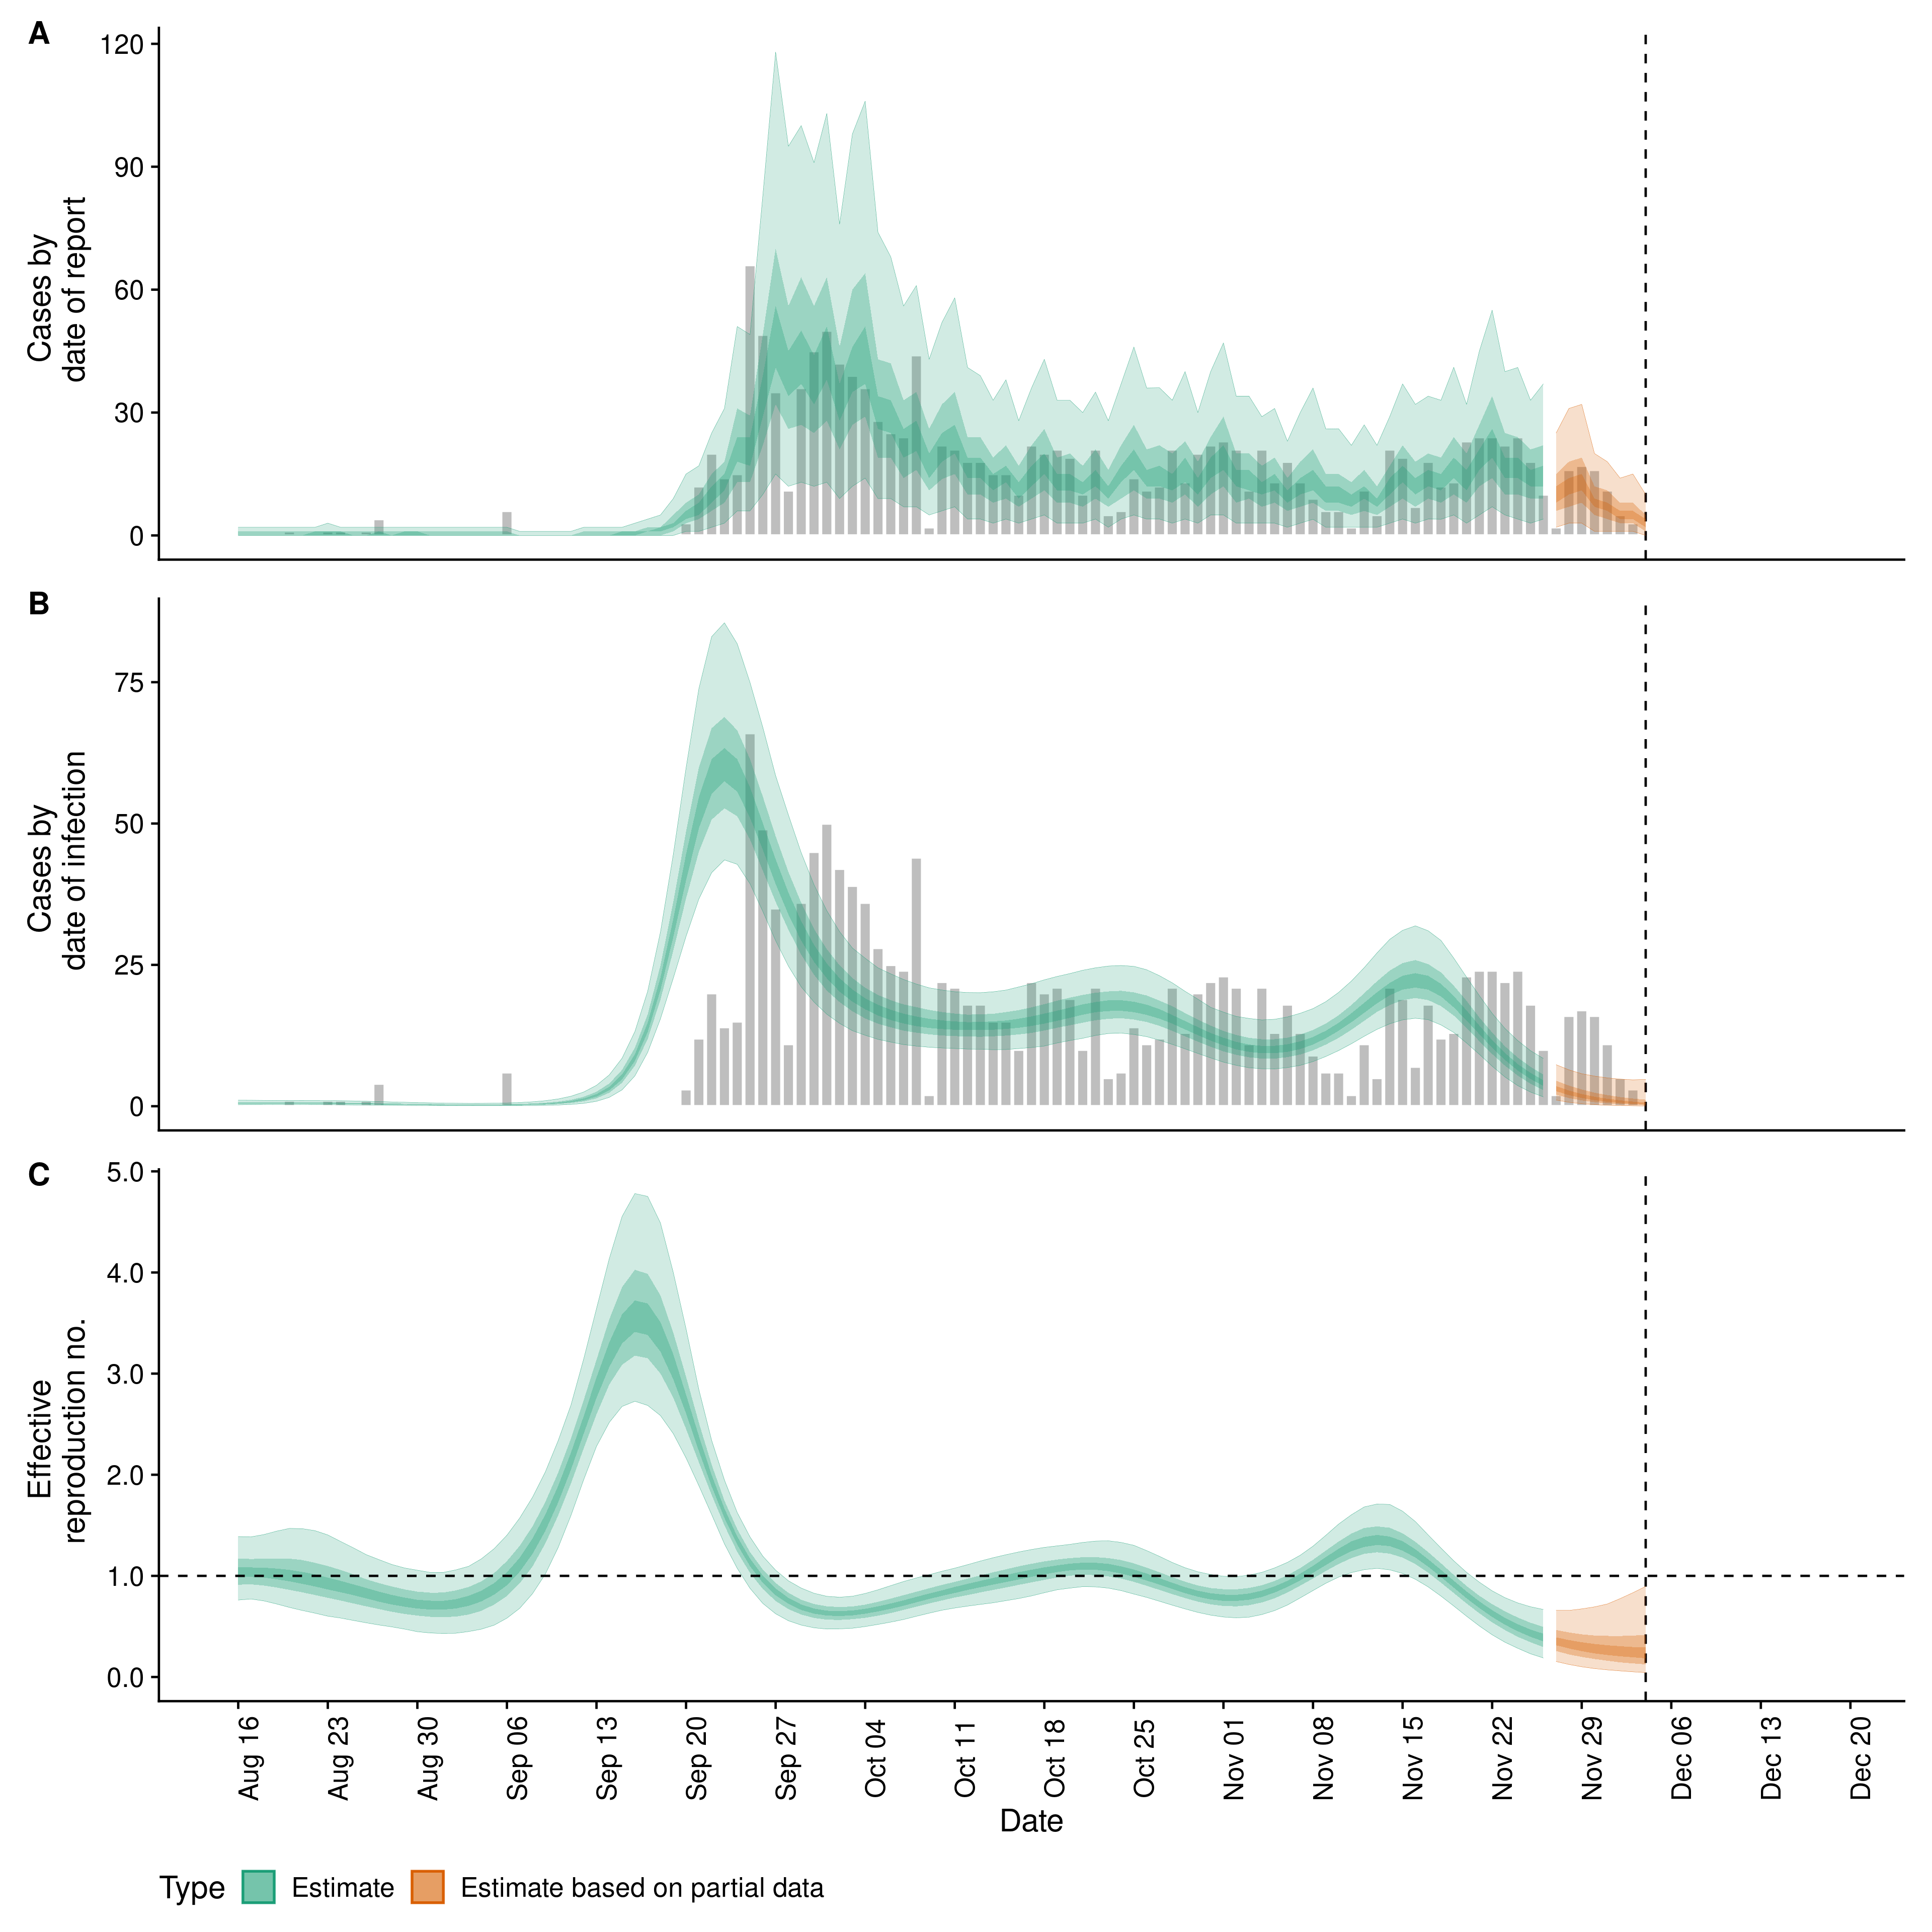 A
120
90
60
30
0
Cases by
date of report
B
75
50
25
0
Cases by
date of infection
C
5.0
4.0
3.0
2.0
1.0
0.0
Effective
reproduction no.
Aug 16
Aug 23
Aug 30
Sep 06
Sep 13
Sep 20
Sep 27
Oct 04
Oct 11
Oct 18
Oct 25
Nov 01
Nov 08
Nov 15
Nov 22
Nov 29
Dec 06
Dec 13
Dec 20
Date
Type Estimate Estimate based on partial data